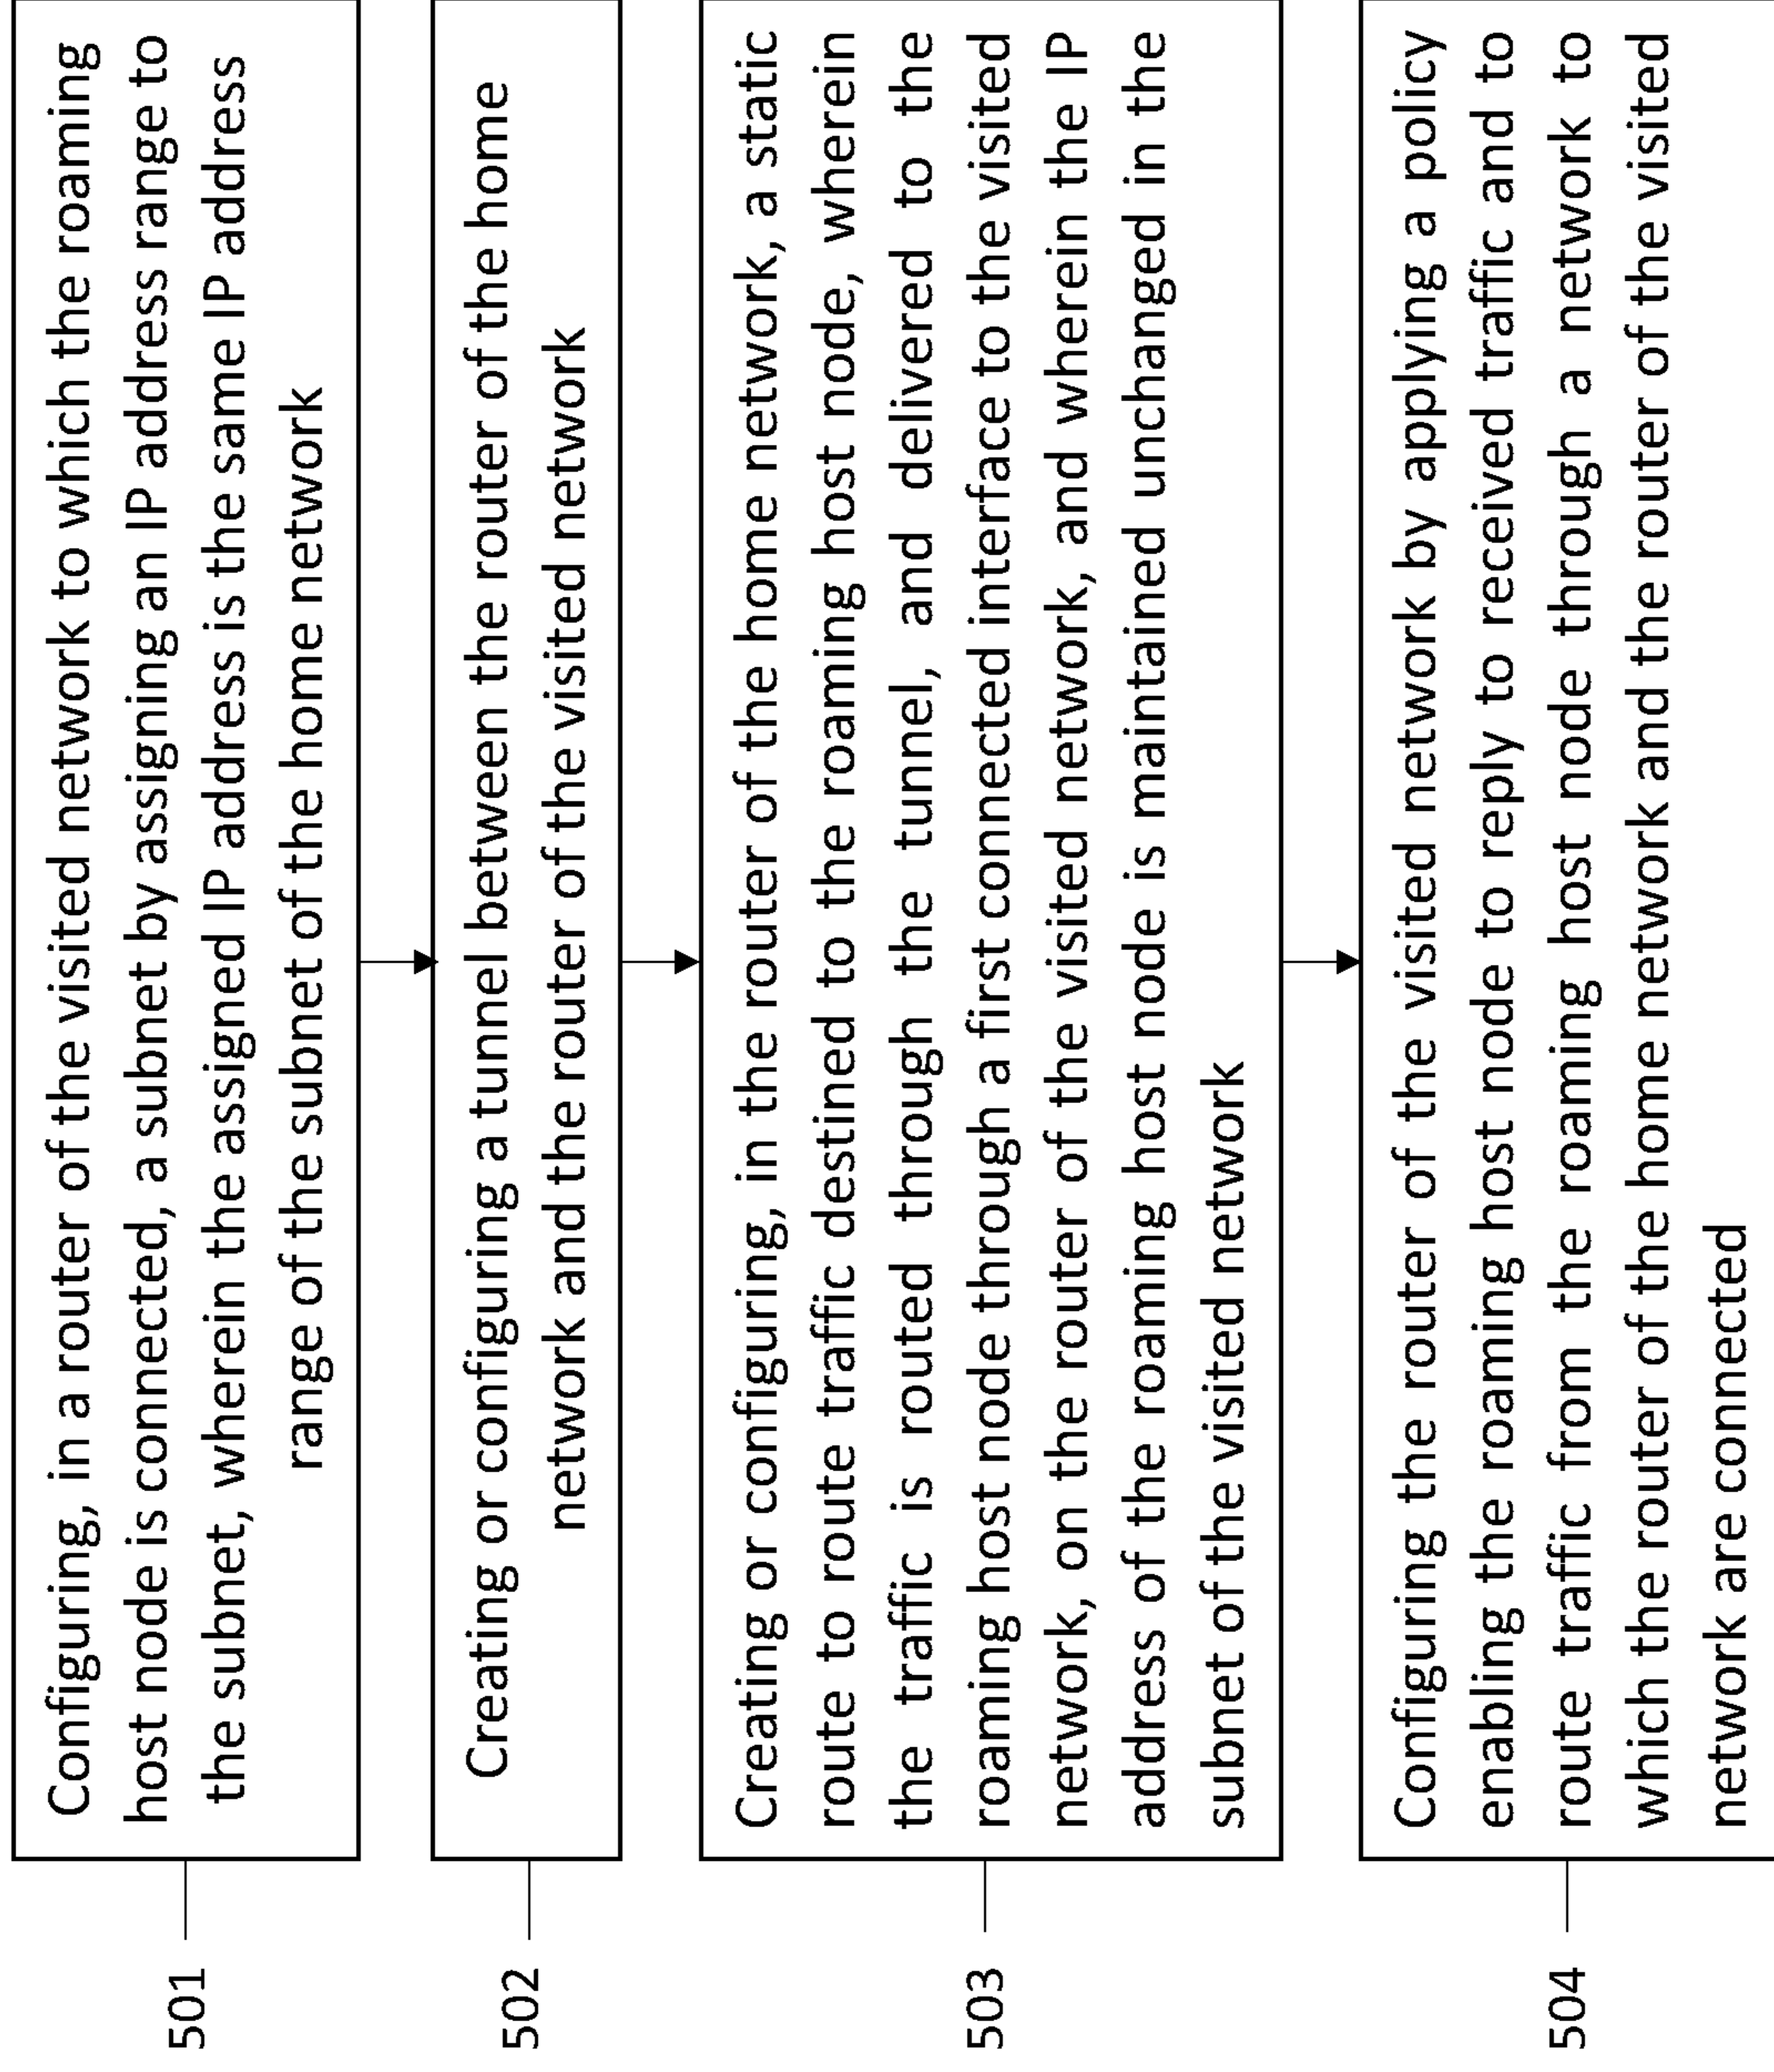 501
Configuring, in a router of the visited network to which the roaming
host node is connected, a subnet by assigning an IP address range to
the subnet, wherein the assigned IP address is the same IP address
range of the subnet of the home network
502
Creating or configuring a tunnel between the router of the home
network and the router of the visited network
503
Creating or configuring, in the router of the home network, a static
route to route traffic destined to the roaming host node, wherein
the traffic is routed through the tunnel, and delivered to the
roaming host node through a first connected interface to the visited
network, on the router of the visited network, and wherein the IP
address of the roaming host node is maintained unchanged in the
subnet of the visited network
504
Configuring the router of the visited network by applying a policy
enabling the roaming host node to reply to received traffic and to
route traffic from the roaming host node through a network to
which the router of the home network and the router of the visited
network are connected